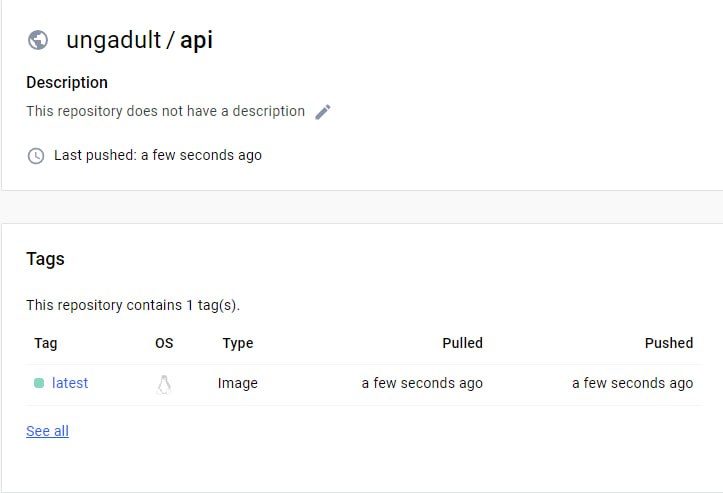 ungadult / api
Description
This repository does not have a description
Last pushed: a few seconds ago
Tags
This repository contains 1 tag(s).
Tag OS Type Pulled Pushed
latest Image a few seconds ago a few seconds ago
See all